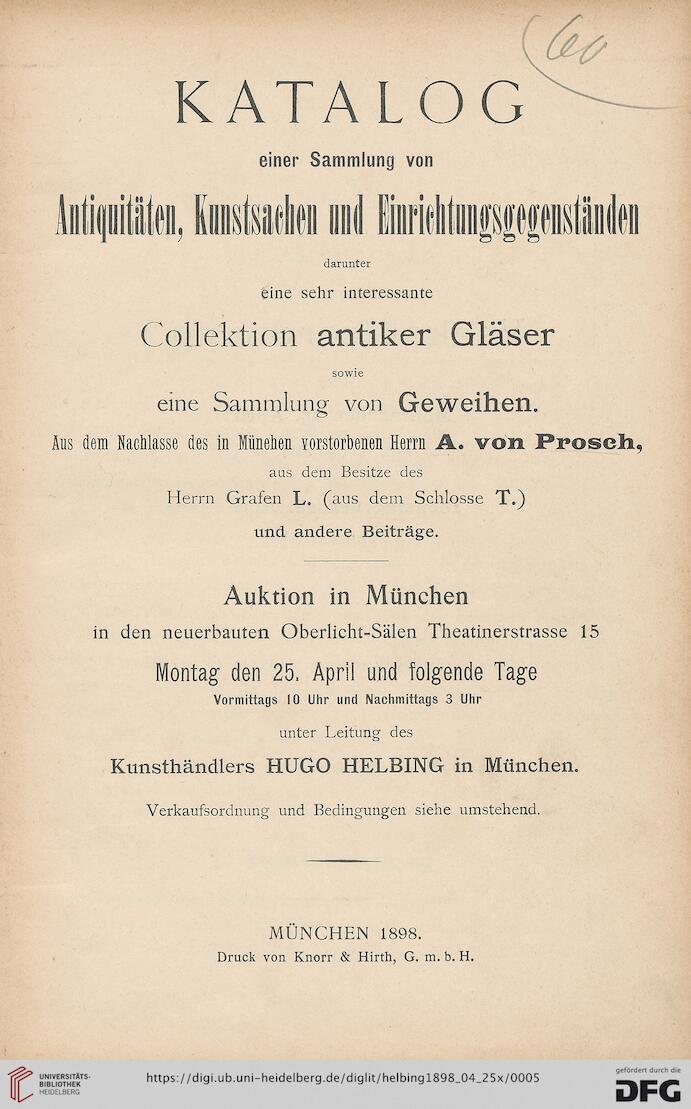 60
KATALOG
einer Sammlung von
Antiquitäten, Kunstsachen und Einrichtungsgegenständen
darunter
eine sehr interessante
Collektion antiker Gläser
sowie
eine Sammlung von Geweihen.
Aus dem Nachlasse des in München vorstorbenen Herrn A. von Prosch,
aus dem Besitze des
Herrn Grafen L. (aus dem Schlosse T.)
und andere Beiträge.
Auktion in München
in den neuerbauten Oberlicht-Sälen Theatinerstrasse 15
Montag den 25. April und folgende Tage
Vormittags 10 Uhr und Nachmittags 3 Uhr
unter Leitung des
Kunsthändlers HUGO HELBING in München.
Verkaufsordnung und Bedingungen siehe umstehend.
MÜNCHEN 1898.
Druck von Knorr & Hirth, G. m. b. H.
UNIVERSITÄTS-
BIBLIOTHEK
HEIDELBERG
https://digi.ub.uni-heidelberg.de/diglit/helbing1898_04_25x/0005
gefördert durch die
DFG